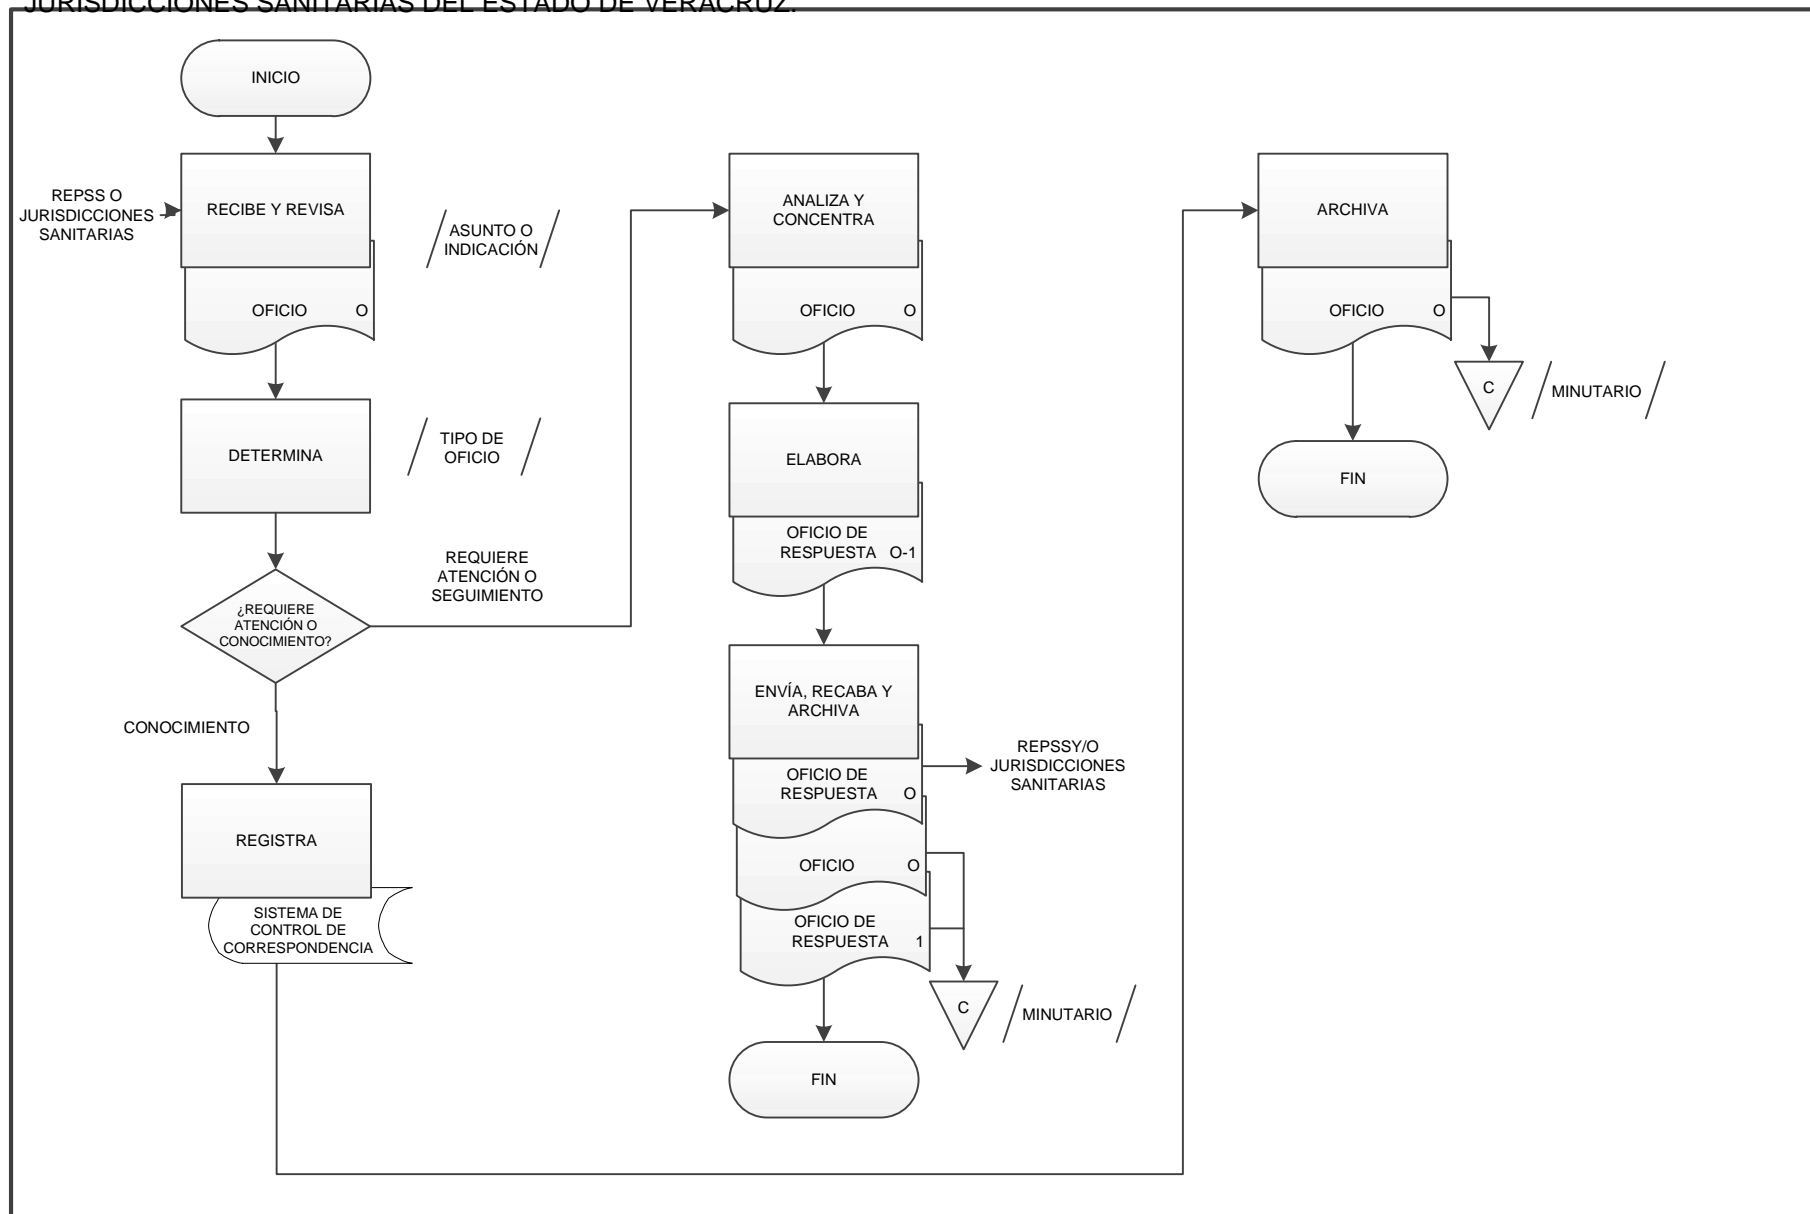 JURISDICCIONES SANITARIAS DEL ESTADO DE VERACRUZ.
INICIO
REPSS O
JURISDICCIONES
SANITARIAS
RECIBE Y REVISA
ASUNTO O
INDICACIÓN
OFICIO O
DETERMINA
TIPO DE
OFICIO
¿REQUIERE
ATENCIÓN O
CONOCIMIENTO?
REQUIERE
ATENCIÓN O
SEGUIMIENTO
CONOCIMIENTO
REGISTRA
SISTEMA DE
CONTROL DE
CORRESPONDENCIA
ANALIZA Y
CONCENTRA
OFICIO O
ELABORA
OFICIO DE
RESPUESTA O-1
ENVÍA, RECABA Y
ARCHIVA
OFICIO DE
RESPUESTA O
REPSSY/O
JURISDICCIONES
SANITARIAS
OFICIO O
OFICIO DE
RESPUESTA 1
C
MINUTARIO
FIN
ARCHIVA
OFICIO O
C
MINUTARIO
FIN